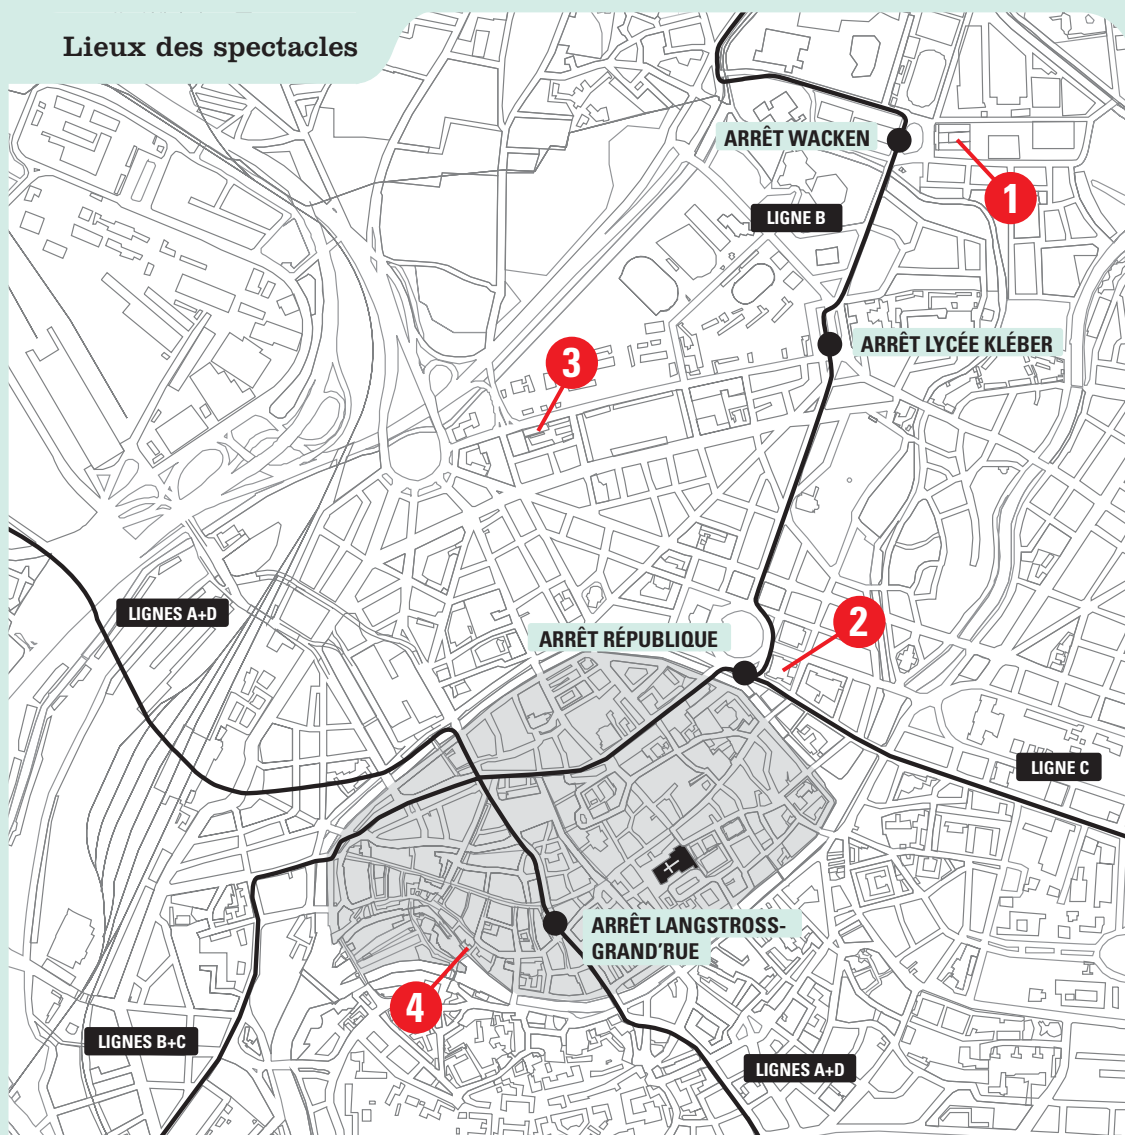 Lieux des spectacles
ARRÊT WACKEN
1
LIGNE B
ARRÊT LYCÉE KLÉBER
3
LIGNES A+D
2
ARRÊT RÉPUBLIQUE
LIGNE C
ARRÊT LANGSTROSS-
GRAND'RUE
4
LIGNES B+C
LIGNES A+D